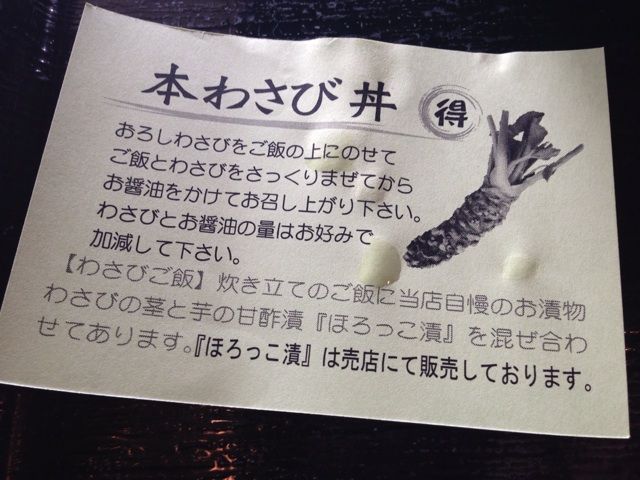 本わさび丼 得
おろしわさびをご飯の上にのせて
ご飯とわさびをさっくりまぜてから
お醤油をかけてお召し上がり下さい。
わさびとお醤油の量はお好みで
加減して下さい。
【わさびご飯】炊き立てのご飯に当店自慢のお漬物
わさびの茎と芋の甘酢漬『ほろっこ漬』を混ぜ合わ
せてあります。『ほろっこ漬』は売店にて販売しております。